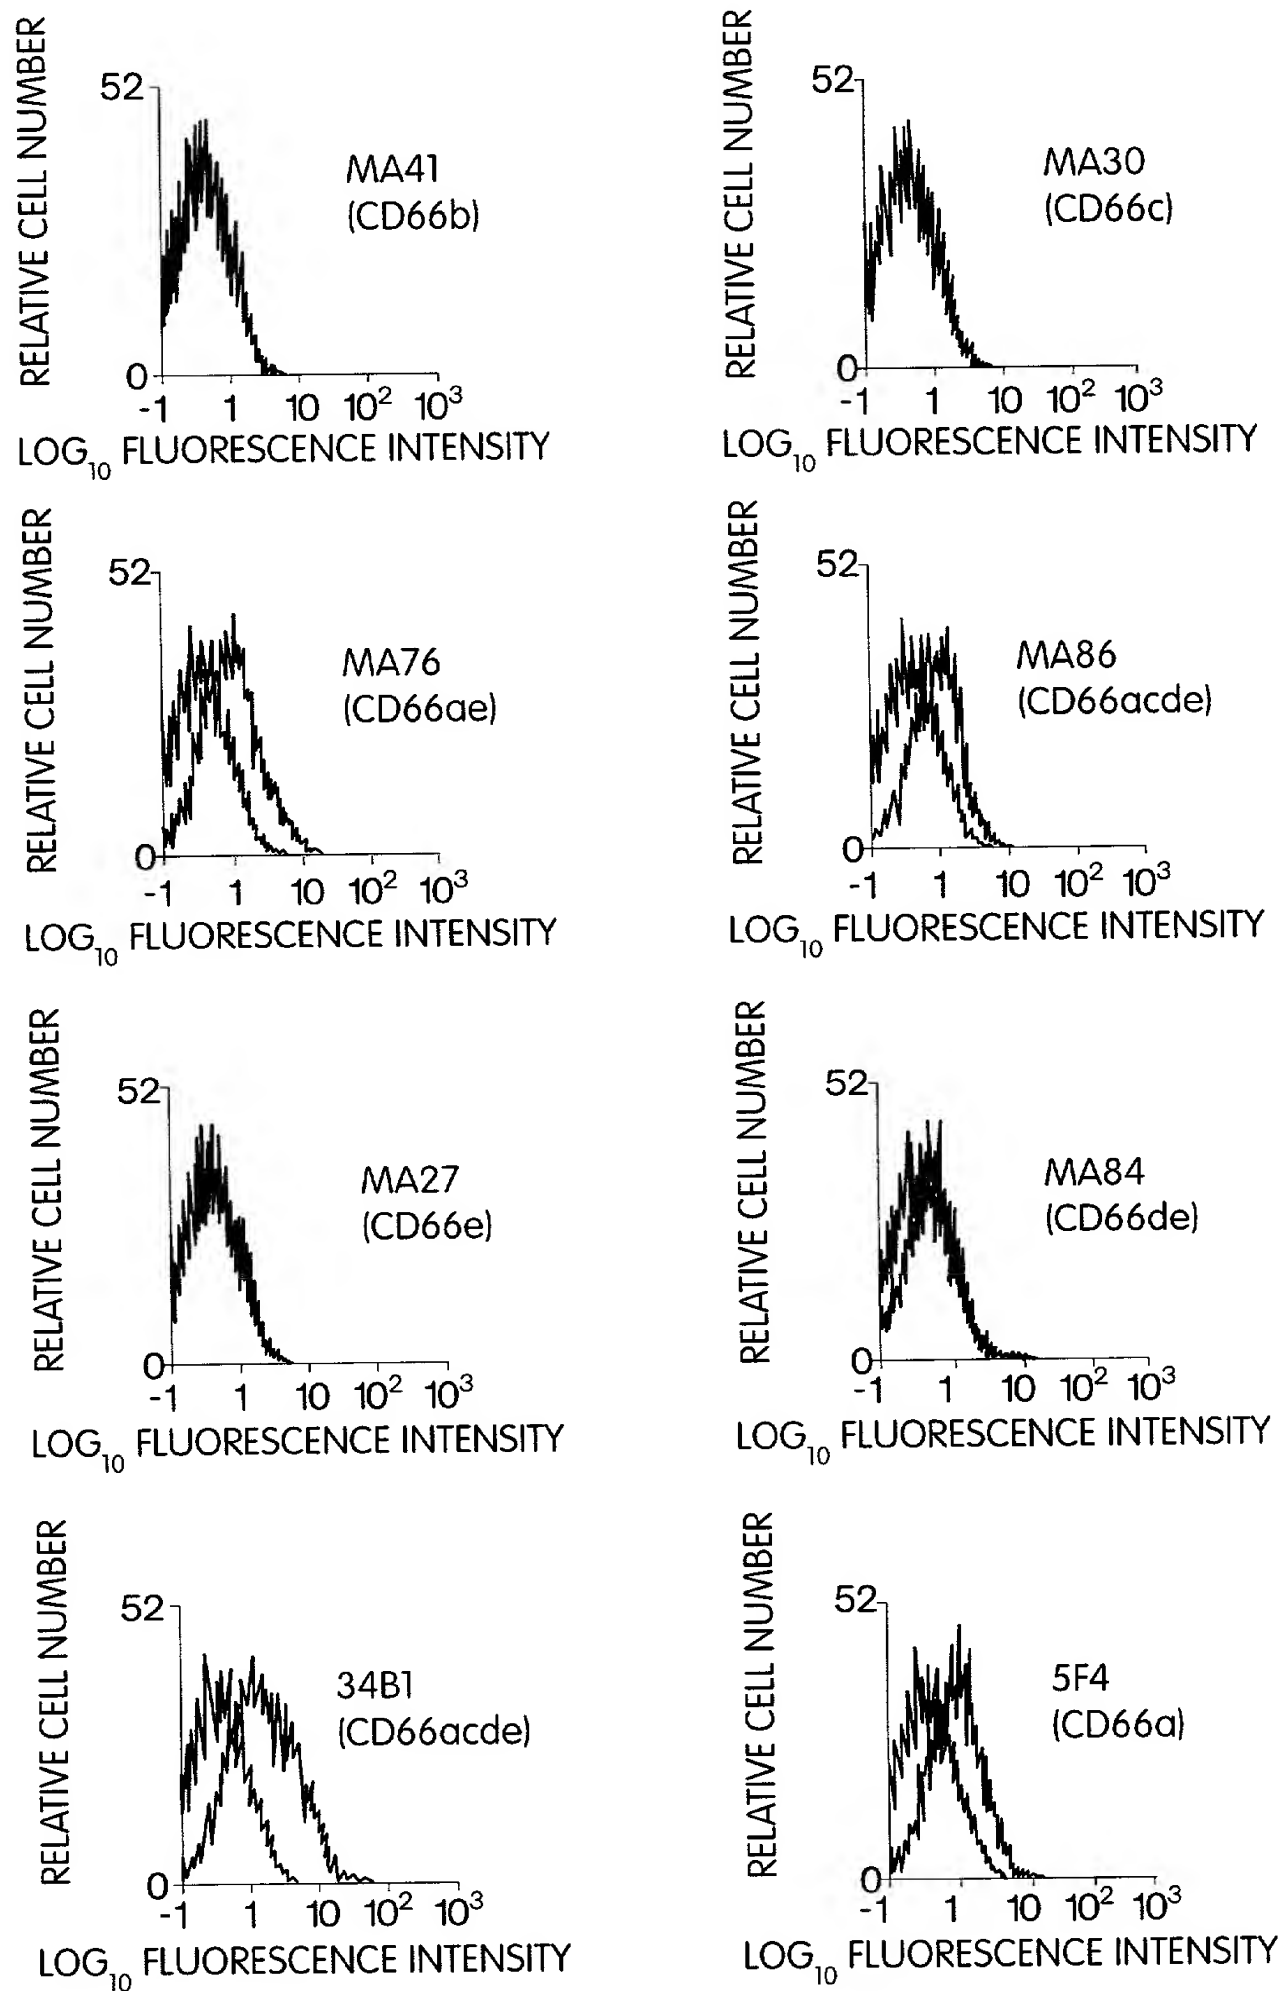 RELATIVE CELL NUMBER
52
0
MA41
(CD66b)
-1 1 10 10² 10³
LOG₁₀ FLUORESCENCE INTENSITY
RELATIVE CELL NUMBER
52
0
MA30
(CD66c)
-1 1 10 10² 10³
LOG₁₀ FLUORESCENCE INTENSITY
RELATIVE CELL NUMBER
52
0
MA76
(CD66ae)
-1 1 10 10² 10³
LOG₁₀ FLUORESCENCE INTENSITY
RELATIVE CELL NUMBER
52
0
MA86
(CD66acde)
-1 1 10 10² 10³
LOG₁₀ FLUORESCENCE INTENSITY
RELATIVE CELL NUMBER
52
0
MA27
(CD66e)
-1 1 10 10² 10³
LOG₁₀ FLUORESCENCE INTENSITY
RELATIVE CELL NUMBER
52
0
MA84
(CD66de)
-1 1 10 10² 10³
LOG₁₀ FLUORESCENCE INTENSITY
RELATIVE CELL NUMBER
52
0
34B1
(CD66acde)
-1 1 10 10² 10³
LOG₁₀ FLUORESCENCE INTENSITY
RELATIVE CELL NUMBER
52
0
5F4
(CD66a)
-1 1 10 10² 10³
LOG₁₀ FLUORESCENCE INTENSITY